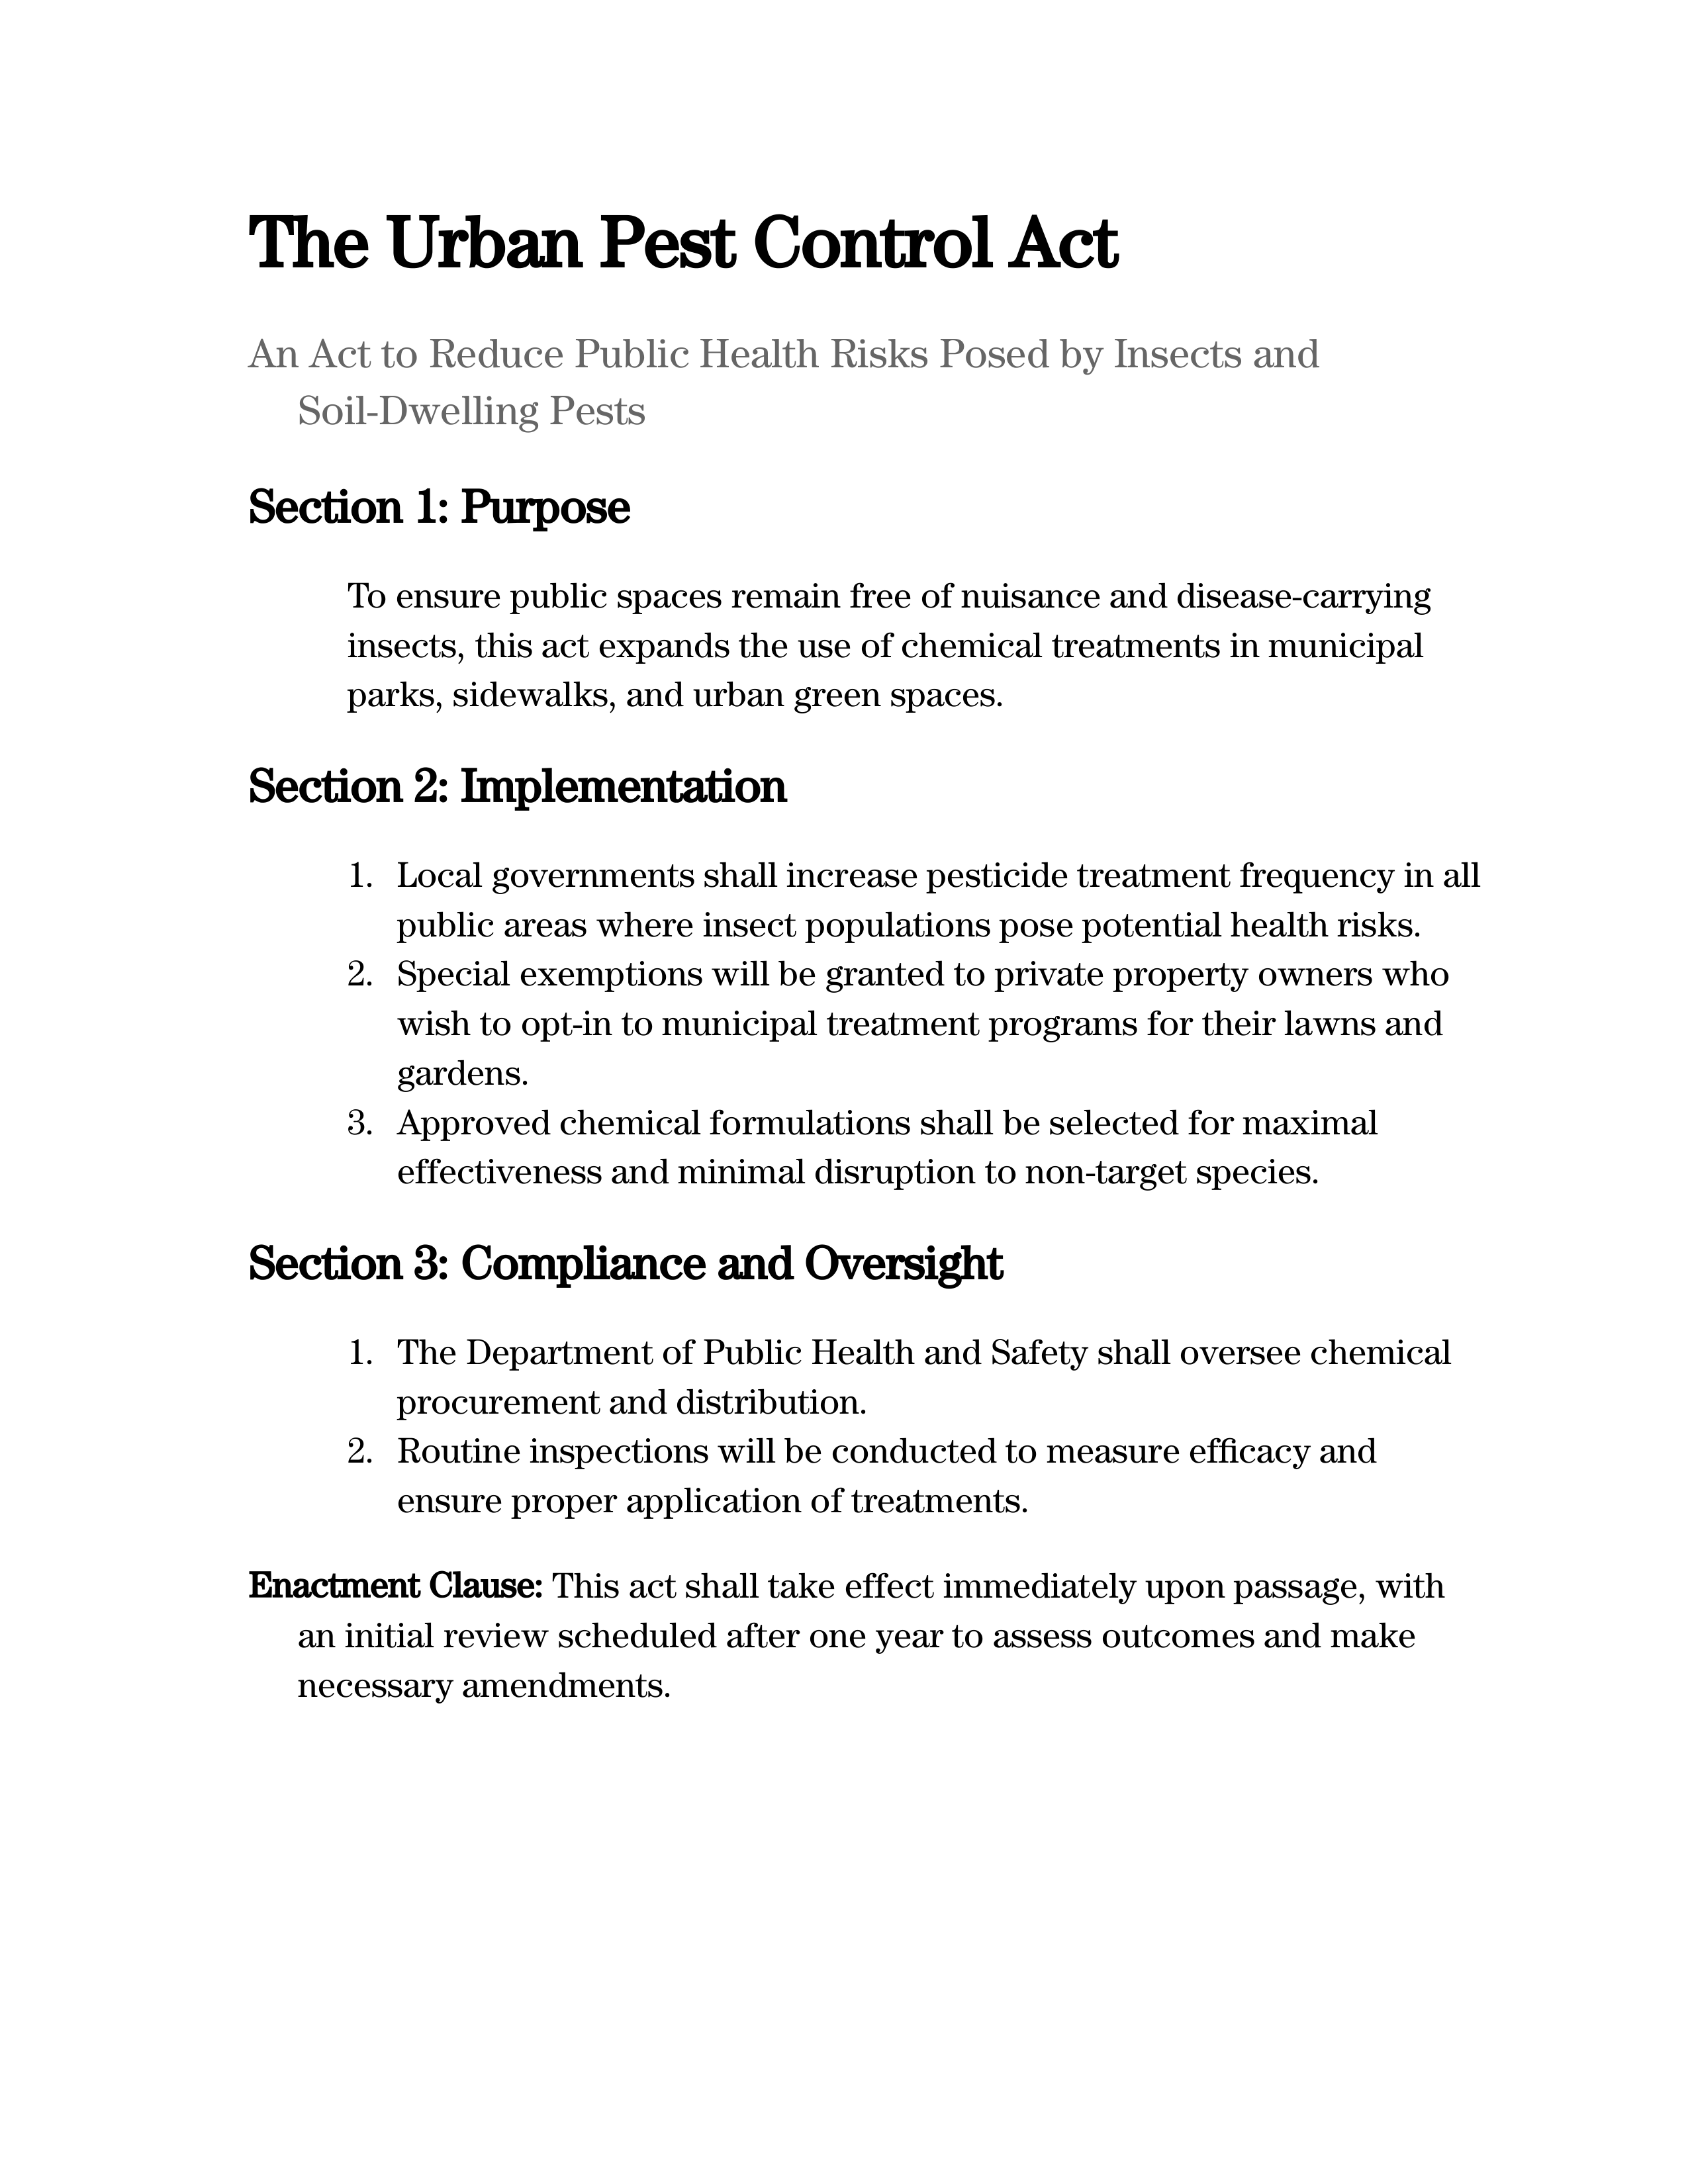 The Urban Pest Control Act
An Act to Reduce Public Health Risks Posed by Insects and
Soil-Dwelling Pests
Section 1: Purpose
To ensure public spaces remain free of nuisance and disease-carrying
insects, this act expands the use of chemical treatments in municipal
parks, sidewalks, and urban green spaces.
Section 2: Implementation
1. Local governments shall increase pesticide treatment frequency in all
public areas where insect populations pose potential health risks.
2. Special exemptions will be granted to private property owners who
wish to opt-in to municipal treatment programs for their lawns and
gardens.
3. Approved chemical formulations shall be selected for maximal
effectiveness and minimal disruption to non-target species.
Section 3: Compliance and Oversight
1. The Department of Public Health and Safety shall oversee chemical
procurement and distribution.
2. Routine inspections will be conducted to measure efficacy and
ensure proper application of treatments.
Enactment Clause: This act shall take effect immediately upon passage, with
an initial review scheduled after one year to assess outcomes and make
necessary amendments.